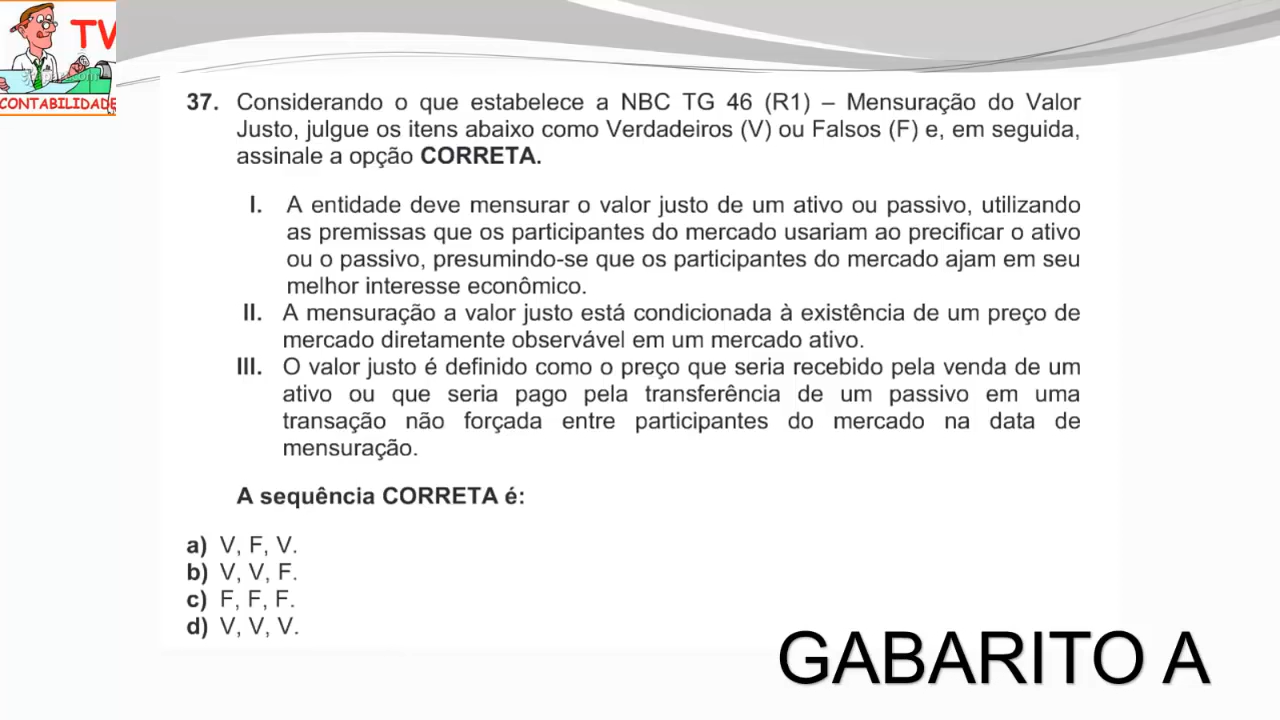 TV
CONTABILIDADE
37. Considerando o que estabelece a NBC TG 46 (R1) – Mensuração do Valor
Justo, julgue os itens abaixo como Verdadeiros (V) ou Falsos (F) e, em seguida,
assinale a opção CORRETA.
I. A entidade deve mensurar o valor justo de um ativo ou passivo, utilizando
as premissas que os participantes do mercado usariam ao precificar o ativo
ou o passivo, presumindo-se que os participantes do mercado ajam em seu
melhor interesse econômico.
II. A mensuração a valor justo está condicionada à existência de um preço de
mercado diretamente observável em um mercado ativo.
III. O valor justo é definido como o preço que seria recebido pela venda de um
ativo ou que seria pago pela transferência de um passivo em uma
transação não forçada entre participantes do mercado na data de
mensuração.
A sequência CORRETA é:
a) V, F, V.
b) V, V, F.
c) F, F, F.
d) V, V, V.
GABARITO A